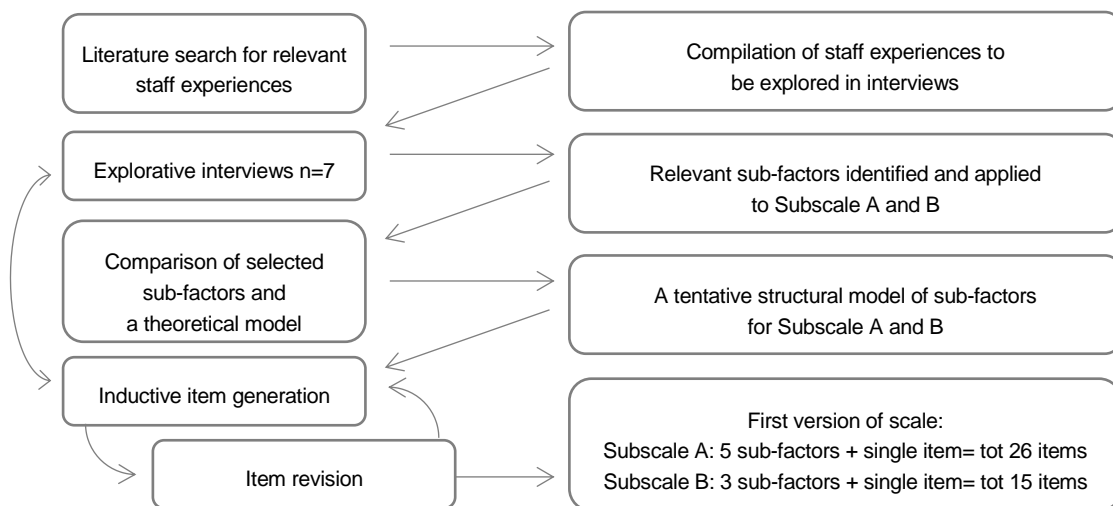 Literature search for relevant
staff experiences
Compilation of staff experiences to
be explored in interviews
Explorative interviews n=7
Relevant sub-factors identified and applied
to Subscale A and B
Comparison of selected
sub-factors and
a theoretical model
A tentative structural model of sub-factors
for Subscale A and B
Inductive item generation
Item revision
First version of scale:
Subscale A: 5 sub-factors + single item= tot 26 items
Subscale B: 3 sub-factors + single item= tot 15 items